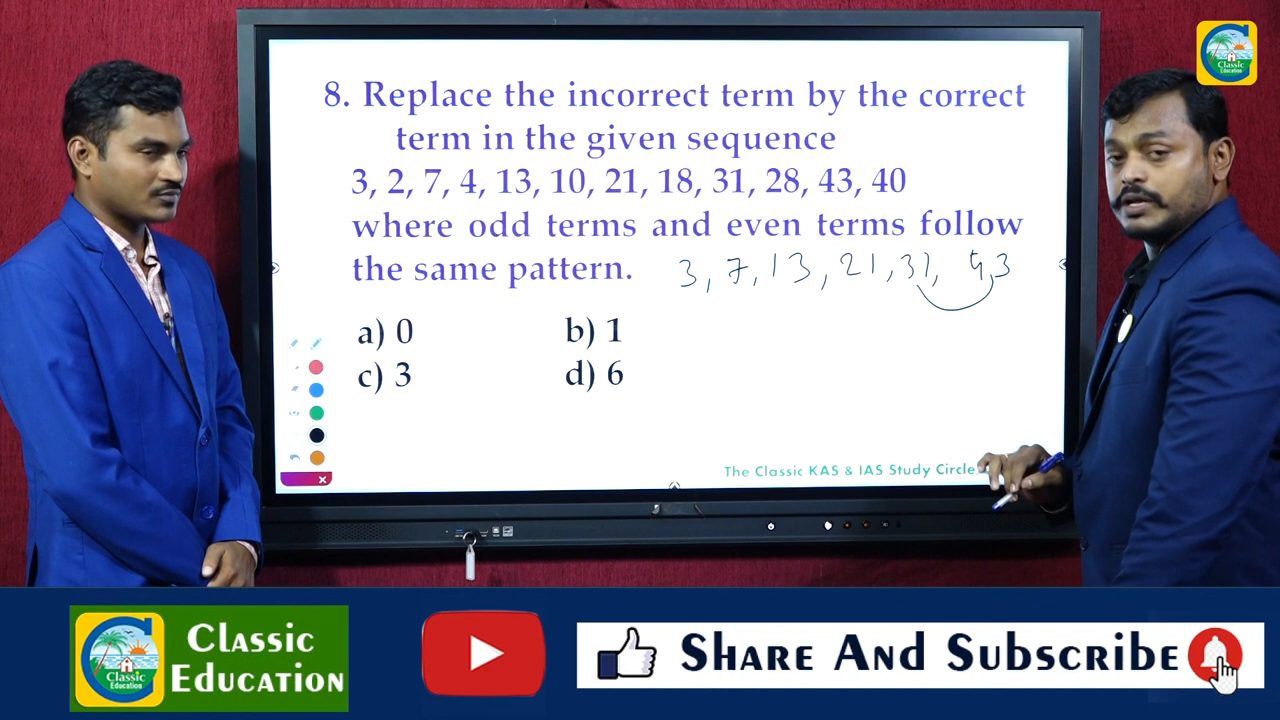 Classic
Education
8. Replace the incorrect term by the correct
term in the given sequence
3, 2, 7, 4, 13, 10, 21, 18, 31, 28, 43, 40
where odd terms and even terms follow
the same pattern.
3, 7, 13, 21, 31, 43
a) 0 b) 1
c) 3 d) 6
The Classic KAS & IAS Study Circle
Classic
Education
Classic
Education
Share And Subscribe